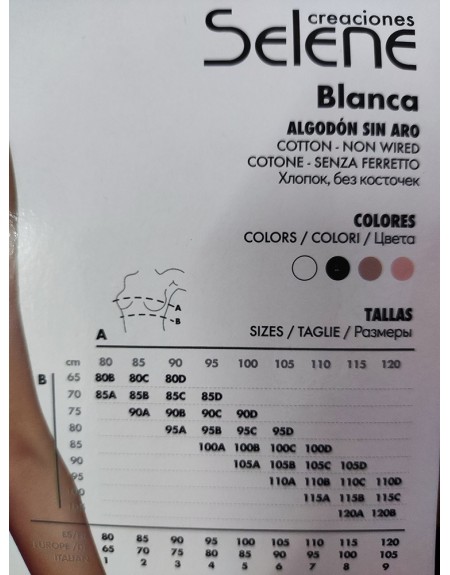 creaciones
Selene
Blanca
ALGODÓN SIN ARO
COTTON - NON WIRED
COTONE - SENZA FERRETTO
Хлопок, без косточек
COLORES
COLORS / COLORI / Цвета
A
B
TALLAS
SIZES / TAGLIE / Размеры
A
cm 80 85 90 95 100 105 110 115 120
B 65 80B 80C 80D
70 85A 85B 85C 85D
75 90A 90B 90C 90D
80 95A 95B 95C 95D
85 100A 100B 100C 100D
90 105A 105B 105C 105D
95 110A 110B 110C 110D
115A 115B 115C
120A 120B
80 85 90 95 100 105 110 115 120
EUROPE 65 70 75 80 85 90 95 100 105
ITALIAN 1 2 3 4 5 6 7 8 9